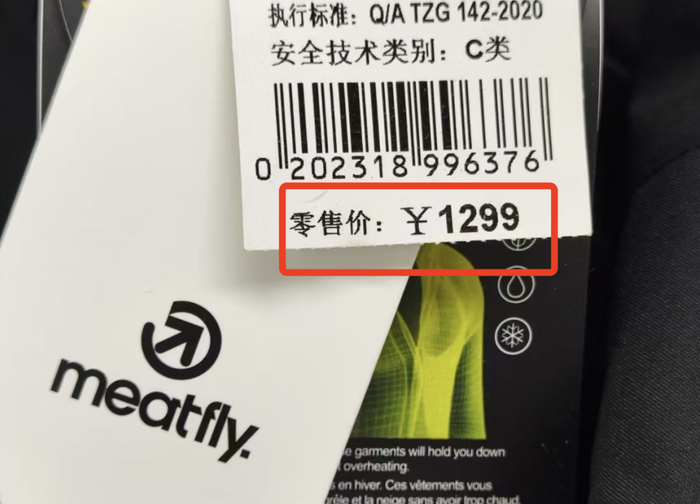 执行标准：Q/A TZG 142-2020
安全技术类别：C类
0 202318 996376
零售价：￥1299
meatfly.
garments will hold you down
overheating.
en hiver. Ces vêtements vous
et la neige sans avoir trop chaud.